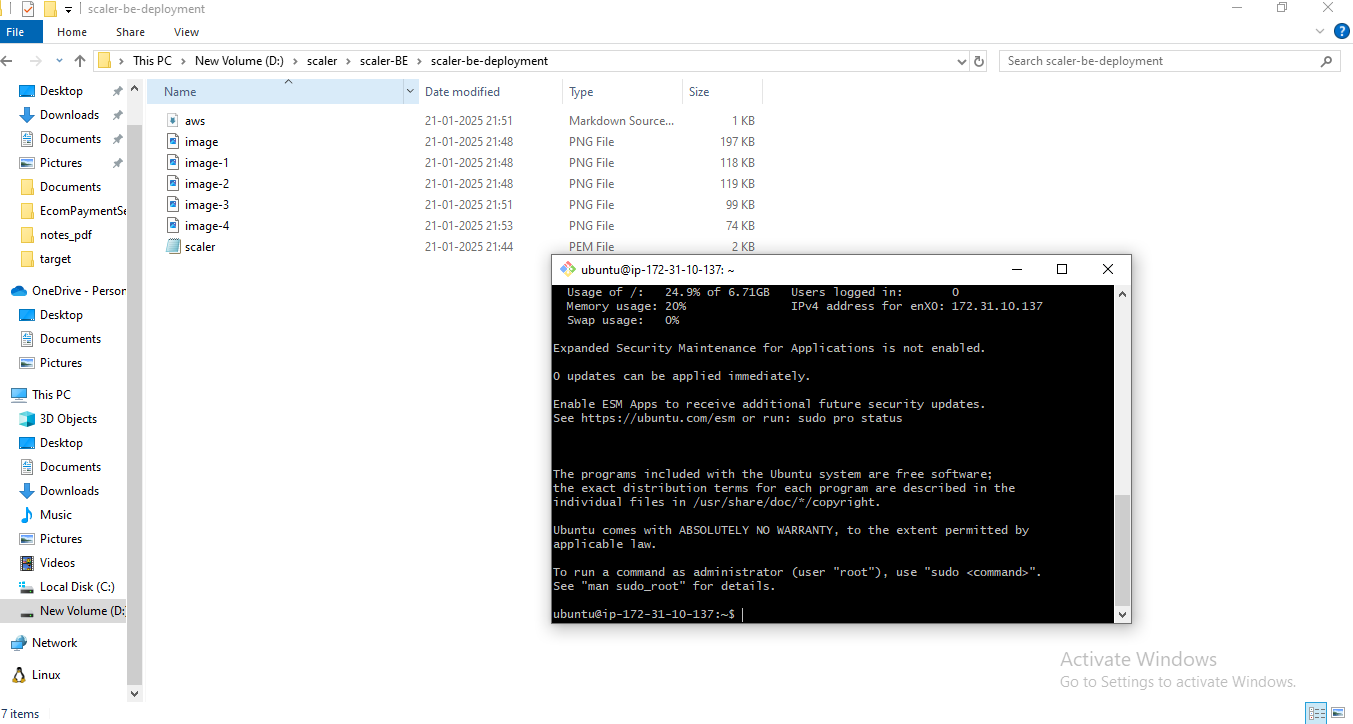 scaler-be-deployment
File Home Share View
This PC New Volume (D:) scaler scaler-BE scaler-be-deployment
Search scaler-be-deployment
Desktop
Downloads
Documents
Pictures
Documents
EcomPaymentSe
notes_pdf
target
OneDrive - Person
Desktop
Documents
Pictures
This PC
3D Objects
Desktop
Documents
Downloads
Music
Pictures
Videos
Local Disk (C:)
New Volume (D:
Network
Linux
Name Date modified Type Size
aws 21-01-2025 21:51 Markdown Source... 1 KB
image 21-01-2025 21:48 PNG File 197 KB
image-1 21-01-2025 21:48 PNG File 118 KB
image-2 21-01-2025 21:48 PNG File 119 KB
image-3 21-01-2025 21:51 PNG File 99 KB
image-4 21-01-2025 21:53 PNG File 74 KB
scaler 21-01-2025 21:44 PEM File 2 KB
ubuntu@ip-172-31-10-137: ~
Usage of /: 24.9% of 6.71GB Users logged in: 0
Memory usage: 20% IPv4 address for enX0: 172.31.10.137
Swap usage: 0%
Expanded Security Maintenance for Applications is not enabled.
0 updates can be applied immediately.
Enable ESM Apps to receive additional future security updates.
See https://ubuntu.com/esm or run: sudo pro status
The programs included with the Ubuntu system are free software;
the exact distribution terms for each program are described in the
individual files in /usr/share/doc/*/copyright.
Ubuntu comes with ABSOLUTELY NO WARRANTY, to the extent permitted by
applicable law.
To run a command as administrator (user "root"), use "sudo <command>".
See "man sudo_root" for details.
ubuntu@ip-172-31-10-137:~$
Activate Windows
Go to Settings to activate Windows.
7 items